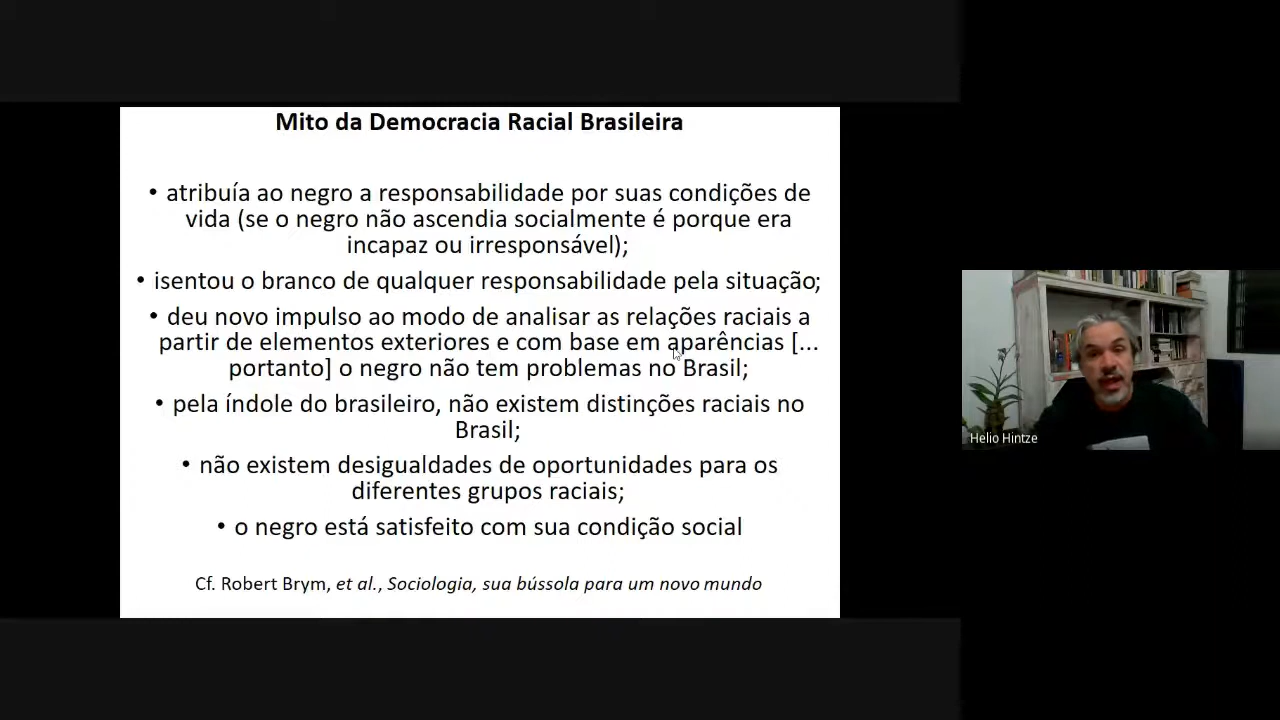 Mito da Democracia Racial Brasileira
• atribuía ao negro a responsabilidade por suas condições de
vida (se o negro não ascendia socialmente é porque era
incapaz ou irresponsável);
• isentou o branco de qualquer responsabilidade pela situação;
• deu novo impulso ao modo de analisar as relações raciais a
partir de elementos exteriores e com base em aparências [...
portanto] o negro não tem problemas no Brasil;
• pela índole do brasileiro, não existem distinções raciais no
Brasil;
• não existem desigualdades de oportunidades para os
diferentes grupos raciais;
• o negro está satisfeito com sua condição social
Cf. Robert Brym, et al., Sociologia, sua bússola para um novo mundo
Helio Hintze